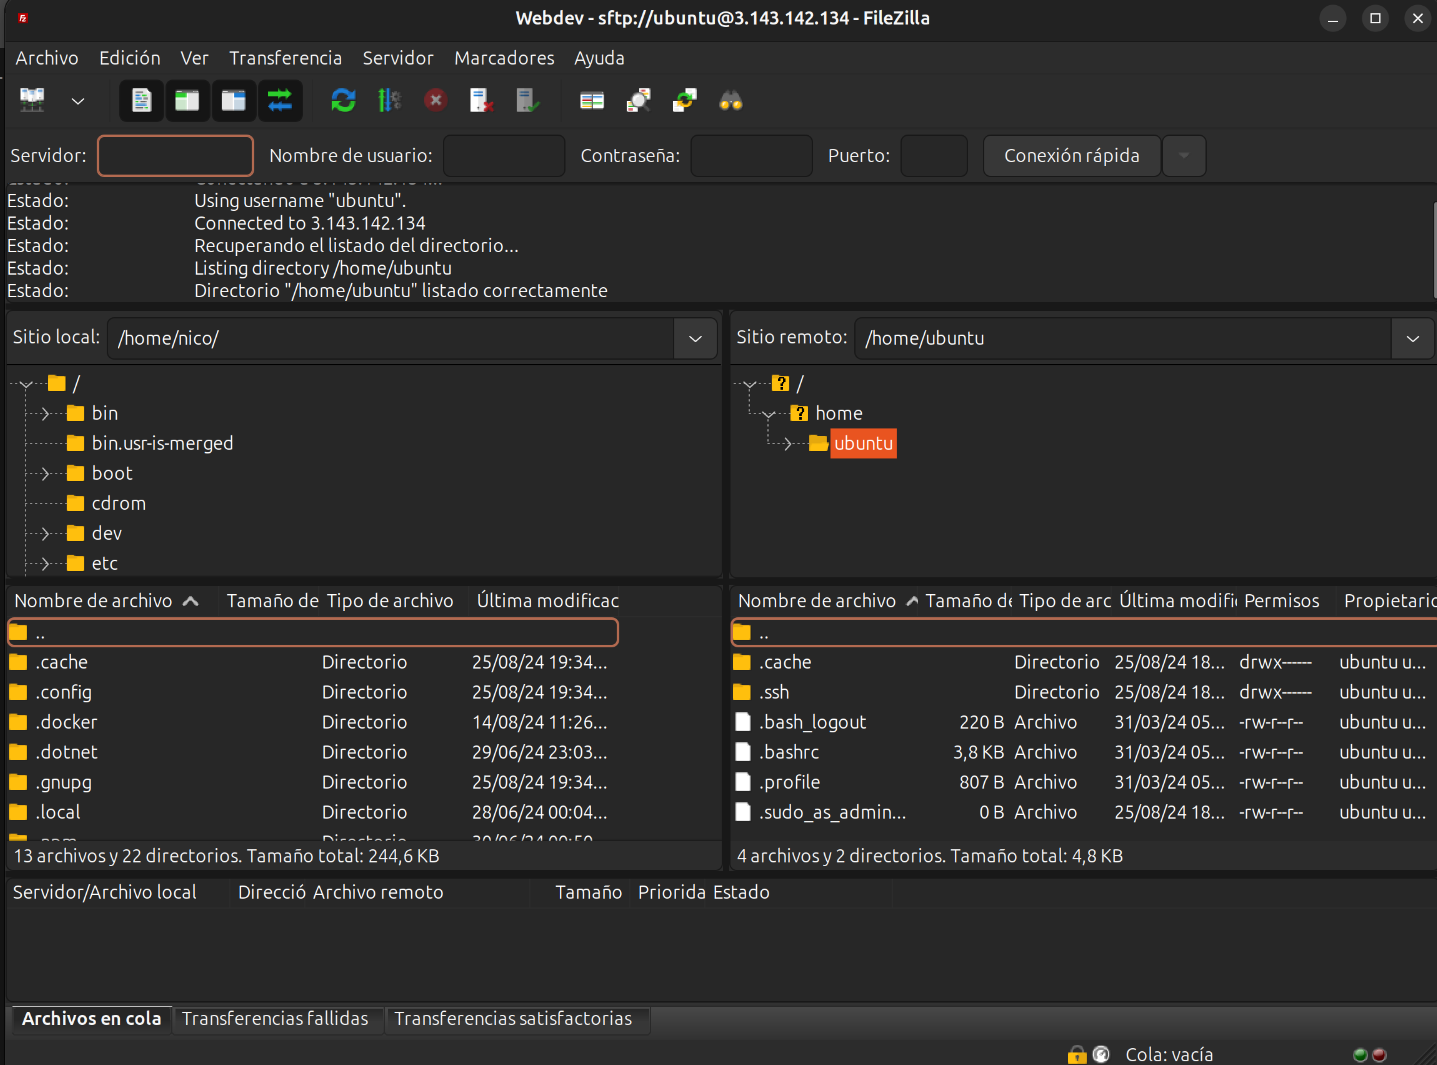 Webdev - sftp://ubuntu@3.143.142.134 - FileZilla
Archivo Edición Ver Transferencia Servidor Marcadores Ayuda
Servidor: Nombre de usuario: Contraseña: Puerto: Conexión rápida
Estado: Using username "ubuntu".
Estado: Connected to 3.143.142.134
Estado: Recuperando el listado del directorio...
Estado: Listing directory /home/ubuntu
Estado: Directorio "/home/ubuntu" listado correctamente
Sitio local: /home/nico/
/
bin
bin.usr-is-merged
boot
cdrom
dev
etc
Sitio remoto: /home/ubuntu
? /
? home
ubuntu
Nombre de archivo Tamaño de Tipo de archivo Última modificac
..
.cache Directorio 25/08/24 19:34...
.config Directorio 25/08/24 19:34...
.docker Directorio 14/08/24 11:26...
.dotnet Directorio 29/06/24 23:03...
.gnupg Directorio 25/08/24 19:34...
.local Directorio 28/06/24 00:04...
13 archivos y 22 directorios. Tamaño total: 244,6 KB
Nombre de archivo Tamaño de Tipo de arc Última modifi Permisos Propietario
..
.cache Directorio 25/08/24 18... drwx------ ubuntu u...
.ssh Directorio 25/08/24 18... drwx------ ubuntu u...
.bash_logout 220 B Archivo 31/03/24 05... -rw-r--r-- ubuntu u...
.bashrc 3,8 KB Archivo 31/03/24 05... -rw-r--r-- ubuntu u...
.profile 807 B Archivo 31/03/24 05... -rw-r--r-- ubuntu u...
.sudo_as_admin... 0 B Archivo 25/08/24 18... -rw-r--r-- ubuntu u...
4 archivos y 2 directorios. Tamaño total: 4,8 KB
Servidor/Archivo local Direcció Archivo remoto Tamaño Priorida Estado
Archivos en cola Transferencias fallidas Transferencias satisfactorias
Cola: vacía